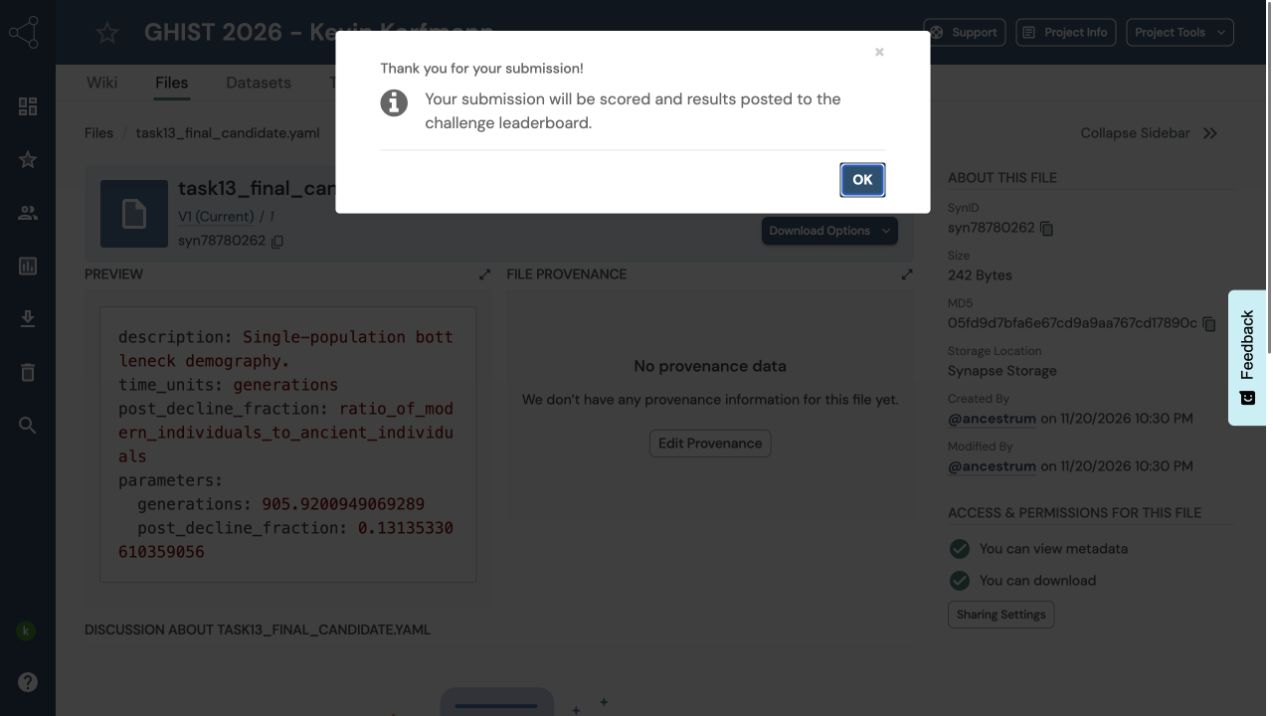 GHIST 2026 - Kevin Korfmann
Support
Project Info
Project Tools
Wiki
Files
Datasets
Thank you for your submission!
Your submission will be scored and results posted to the
challenge leaderboard.
OK
Files / task13_final_candidate.yaml
Collapse Sidebar
task13_final_can
V1 (Current) / 1
syn78780262
Download Options
PREVIEW
description: Single-population bott
leneck demography.
time_units: generations
post_decline_fraction: ratio_of_mod
ern_individuals_to_ancient_individu
als
parameters:
generations: 905.9200949069289
post_decline_fraction: 0.13135330
610359056
FILE PROVENANCE
No provenance data
We don't have any provenance information for this file yet.
Edit Provenance
DISCUSSION ABOUT TASK13_FINAL_CANDIDATE.YAML
ABOUT THIS FILE
SynID
syn78780262
Size
242 Bytes
MD5
05fd9d7bfa6e67cd9a9aa767cd17890c
Storage Location
Synapse Storage
Created By
@ancestrum on 11/20/2026 10:30 PM
Modified By
@ancestrum on 11/20/2026 10:30 PM
ACCESS & PERMISSIONS FOR THIS FILE
You can view metadata
You can download
Sharing Settings
Feedback
k